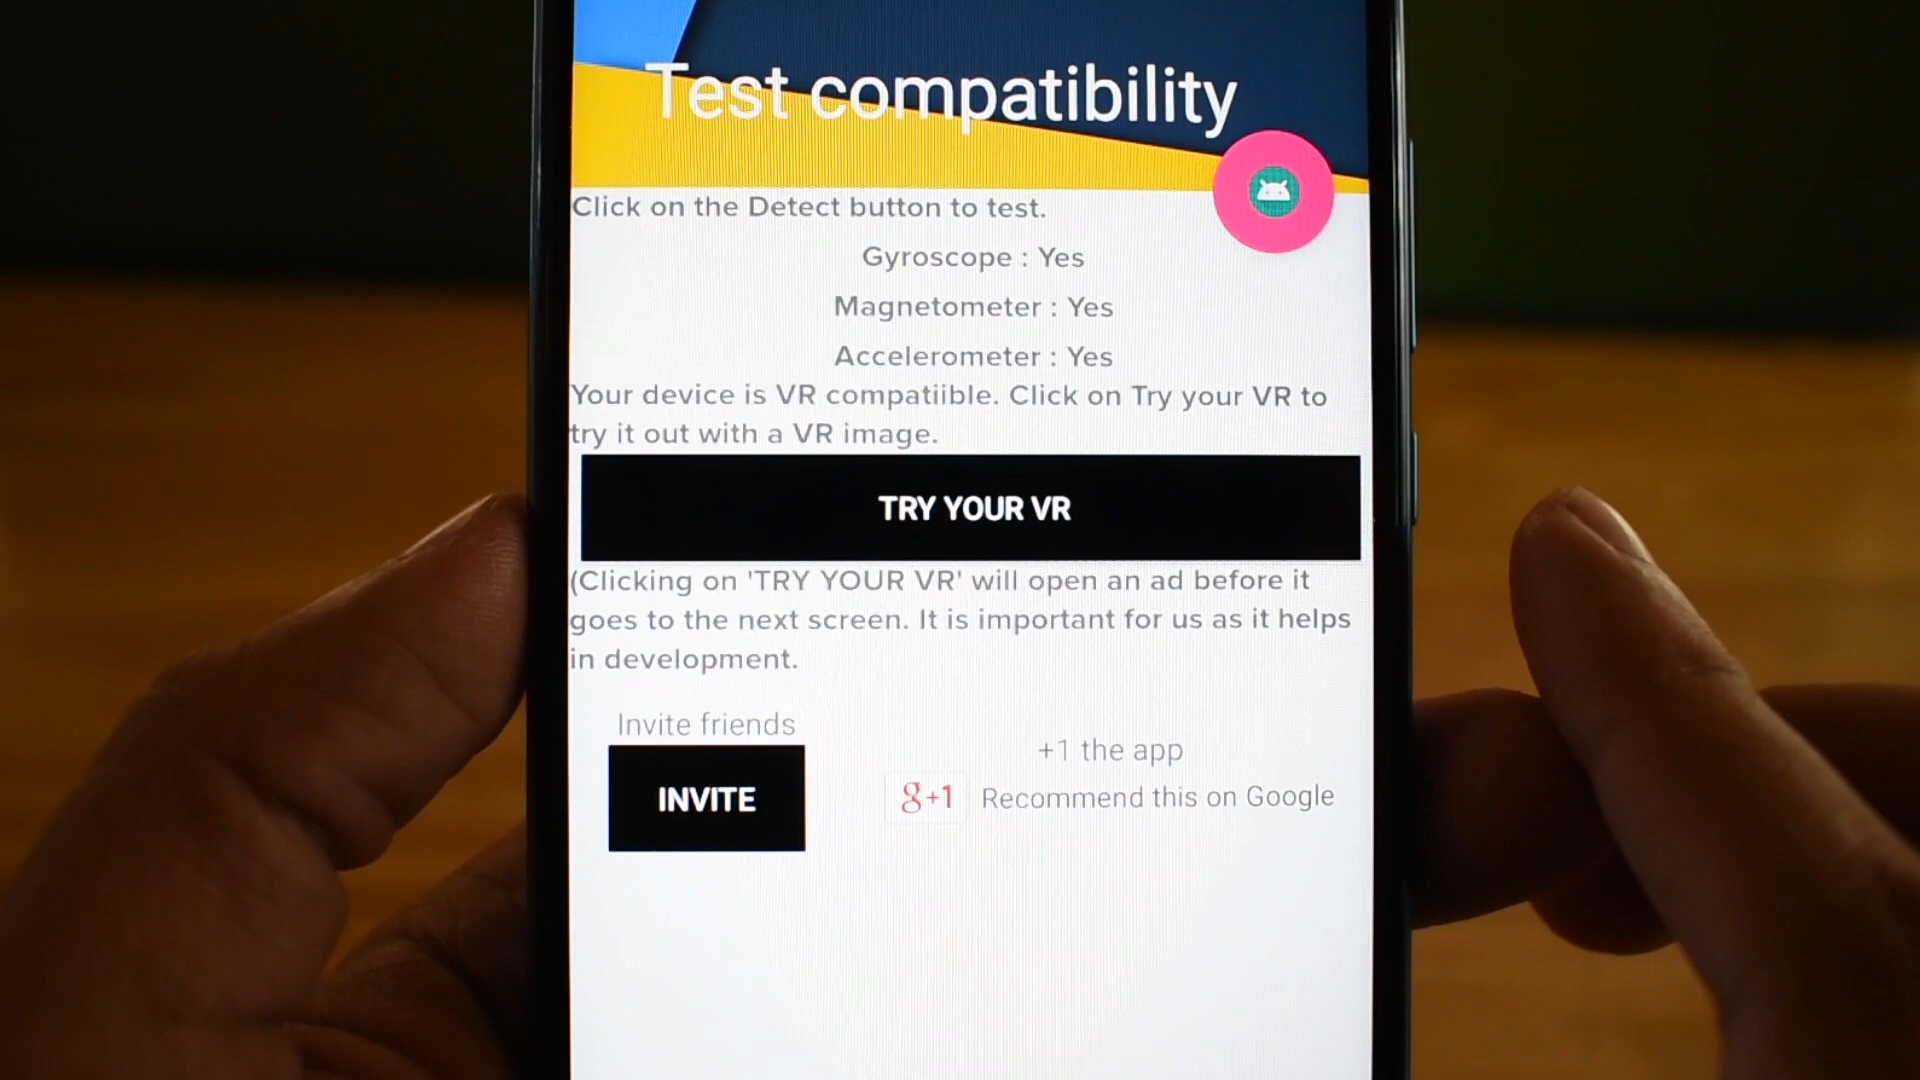 Test compatibility
Click on the Detect button to test.
Gyroscope : Yes
Magnetometer : Yes
Accelerometer : Yes
Your device is VR compatiible. Click on Try your VR to
try it out with a VR image.
TRY YOUR VR
(Clicking on 'TRY YOUR VR' will open an ad before it
goes to the next screen. It is important for us as it helps
in development.
Invite friends
INVITE
+1 the app
g+1 Recommend this on Google